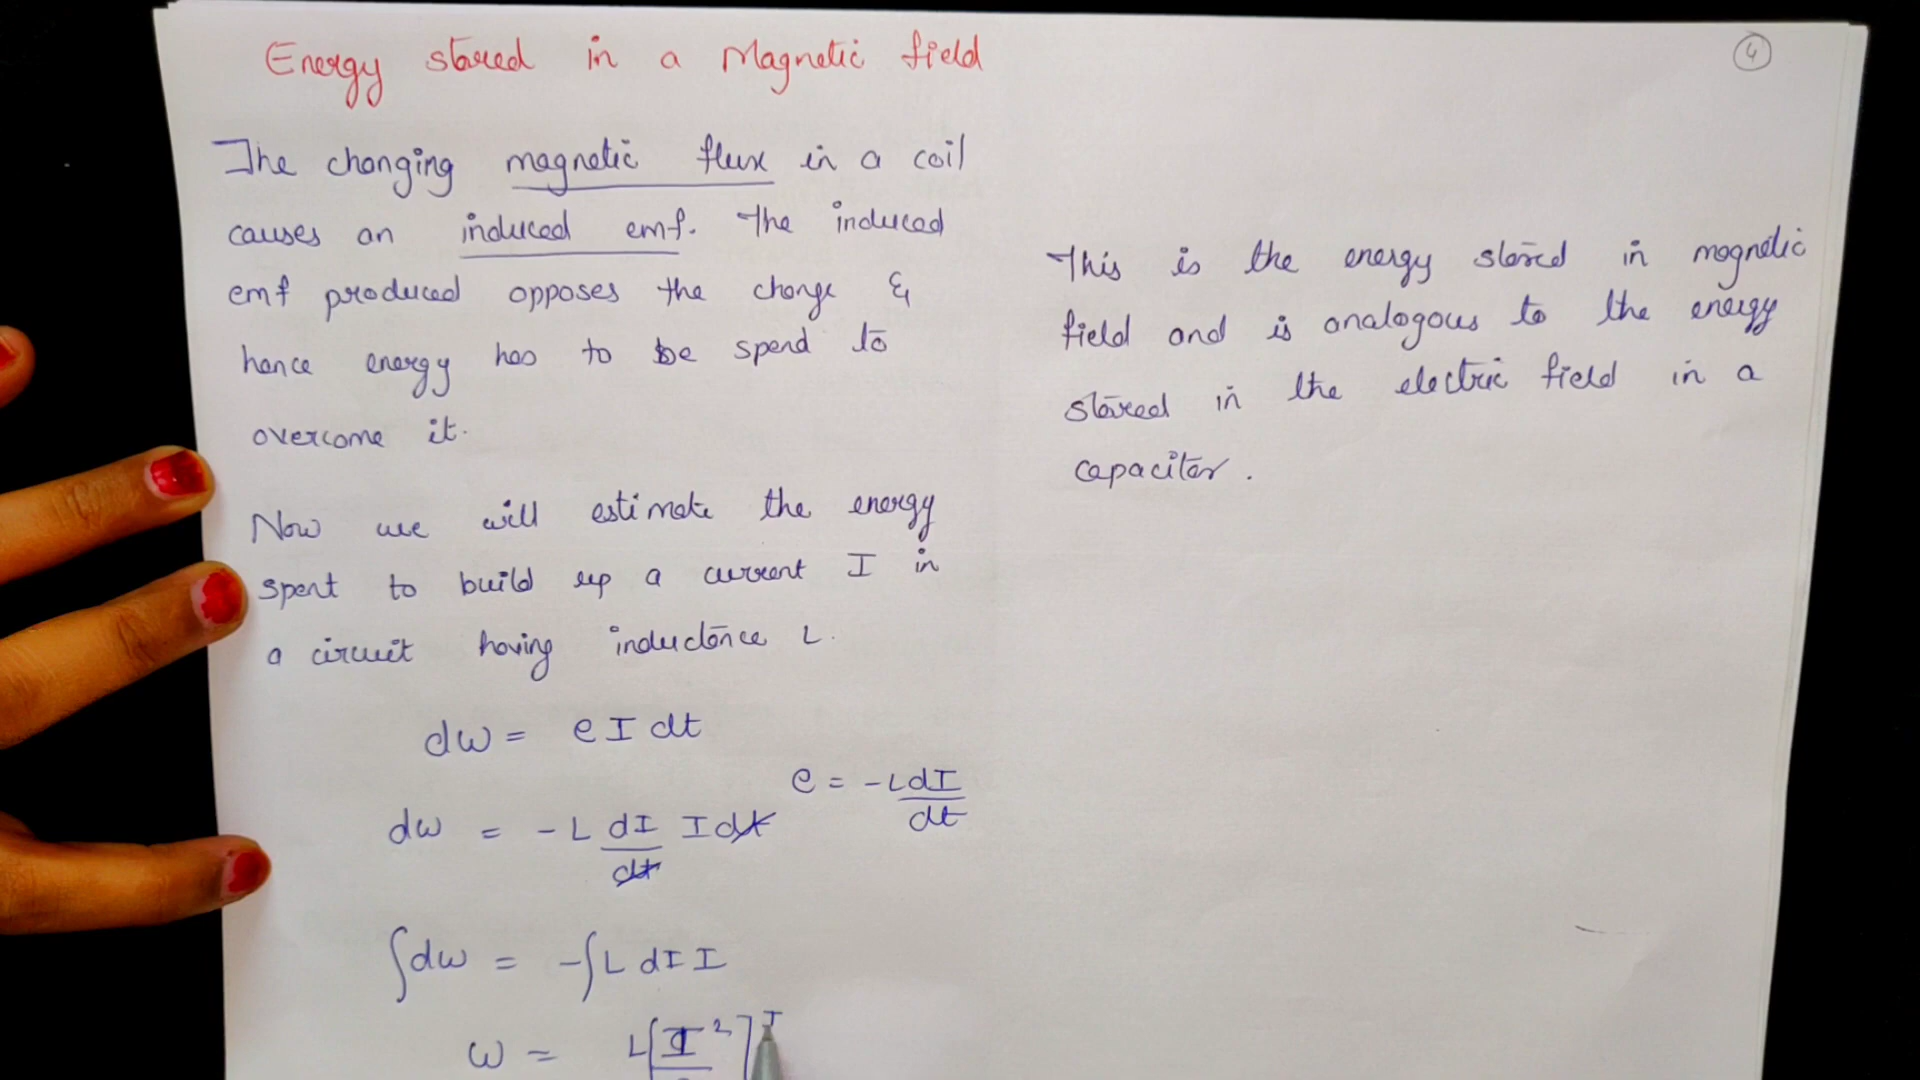 Energy stored in a Magnetic field
4
The changing magnetic flux in a coil
causes an induced emf. The induced
emf produced opposes the change &
hence energy has to be spend to
overcome it.
Now we will estimate the energy
spent to build up a current I in
a circuit having inductance L.
dw = e I dt
e = -L dI/dt
dw = -L dI/dt I dt
∫dw = -∫L dI I
w = L[I²
This is the energy stored in magnetic
field and is analogous to the energy
stored in the electric field in a
capacitor.